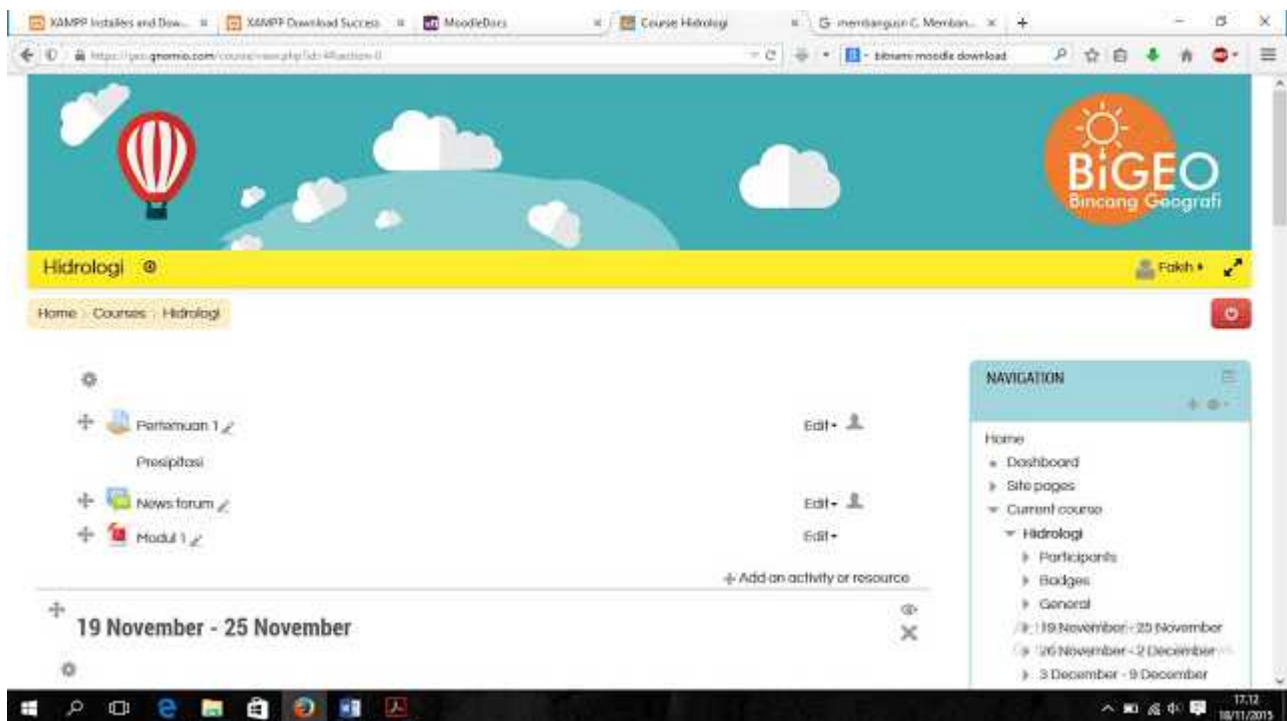 XAMPP Installers and Dow...
XAMPP Download Success
MoodleDocs
Course Hidrologi
membangun C. Memban...
bitnami moodle download
BiGEO
Bincang Geografi
Hidrologi
Fakih
Home
Courses
Hidrologi
Pertemuan 1
Edit
Presipitasi
News forum
Edit
Modul 1
Edit
Add an activity or resource
19 November - 25 November
NAVIGATION
Home
Dashboard
Site pages
Current course
Hidrologi
Participants
Badges
General
19 November - 25 November
26 November - 2 December
3 December - 9 December
17.12
18/11/2015